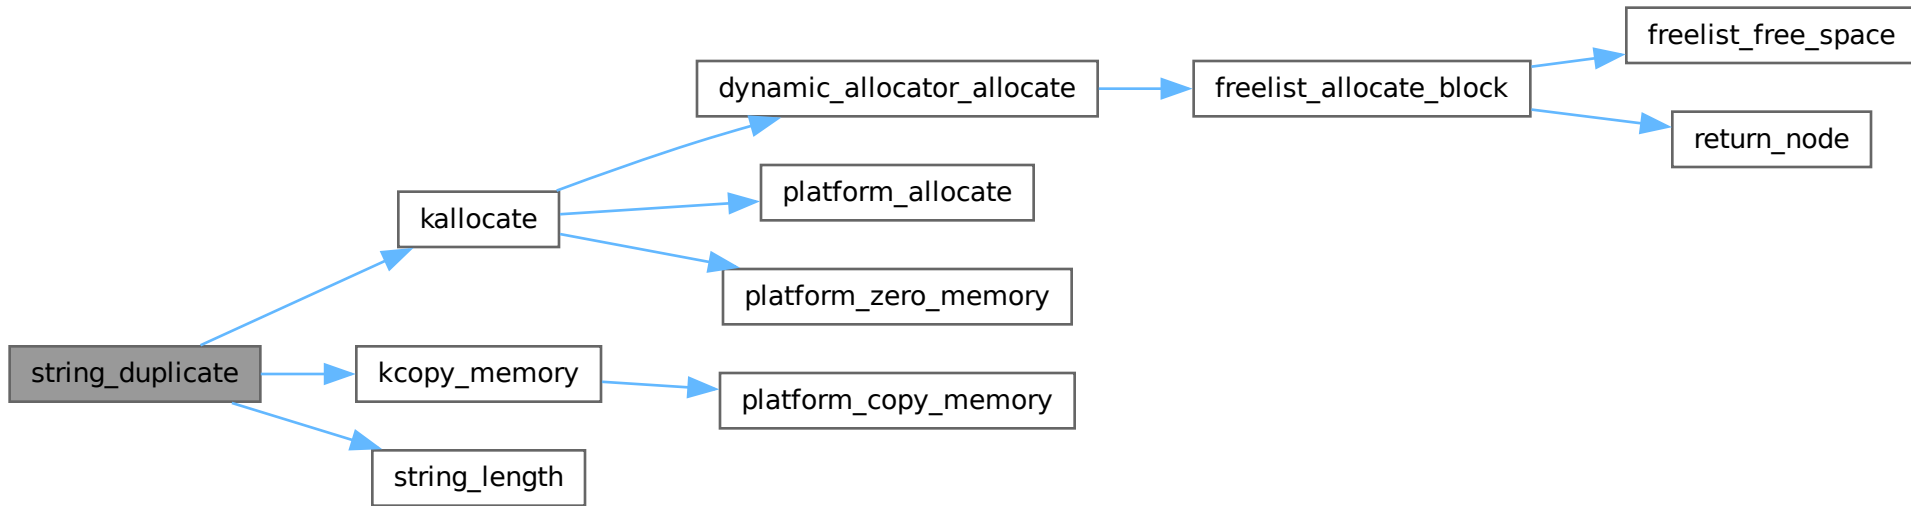 freelist_free_space
dynamic_allocator_allocate
freelist_allocate_block
return_node
platform_allocate
kallocate
platform_zero_memory
string_duplicate
kcopy_memory
platform_copy_memory
string_length